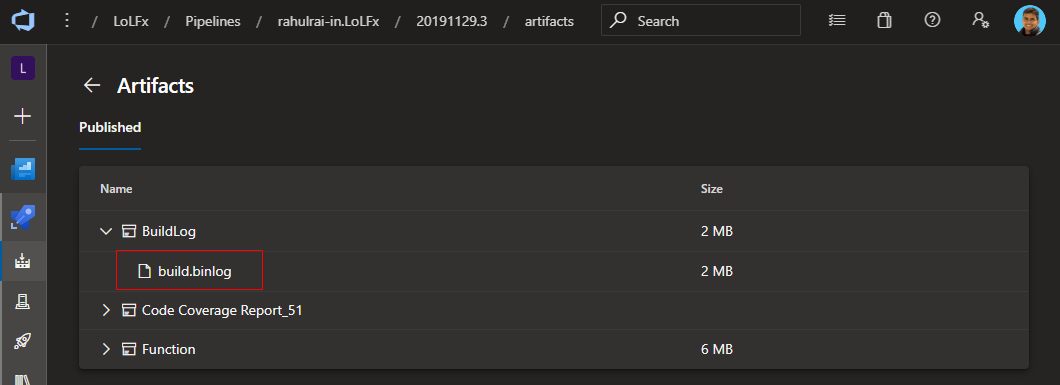 / LoLFx / Pipelines / rahulrai-in.LoLFx / 20191129.3 / artifacts Search
L
Artifacts
Published
Name Size
BuildLog 2 MB
build.binlog 2 MB
Code Coverage Report_51
Function 6 MB